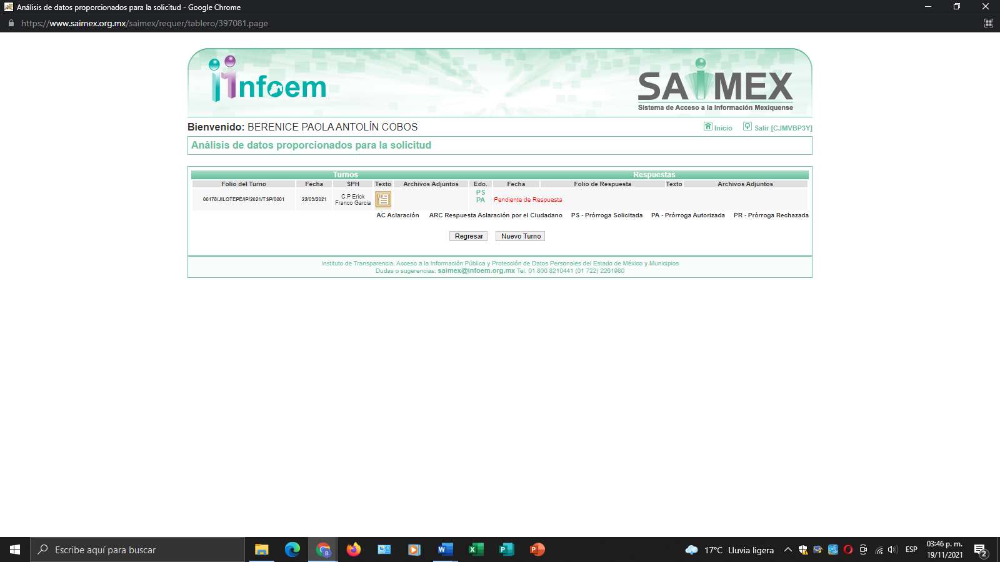 Análisis de datos proporcionados para la solicitud - Google Chrome
https://www.saimex.org.mx/saimex/requer/tablero/397081.page
infoem
SAIMEX
Sistema de Acceso a la Información Mexiquense
Bienvenido: BERENICE PAOLA ANTOLÍN COBOS
Inicio Salir [CJMVBP3Y]
Análisis de datos proporcionados para la solicitud
Turnos Respuestas
Folio del Turno Fecha SPH Texto Archivos Adjuntos Edo. Fecha Folio de Respuesta Texto Archivos Adjuntos
00178/JILOTEPE/IP/2021/TSP/0001 22/09/2021 C.P Erick Franco Garcia PS PA Pendiente de Respuesta
AC Aclaración ARC Respuesta Aclaración por el Ciudadano PS - Prórroga Solicitada PA - Prórroga Autorizada PR - Prórroga Rechazada
Regresar Nuevo Turno
Instituto de Transparencia, Acceso a la Información Pública y Protección de Datos Personales del Estado de México y Municipios
Dudas o sugerencias: saimex@infoem.org.mx Tel. 01 800 8210441 (01 722) 2261980
Escribe aquí para buscar
17°C Lluvia ligera
ESP
03:46 p. m.
19/11/2021
2